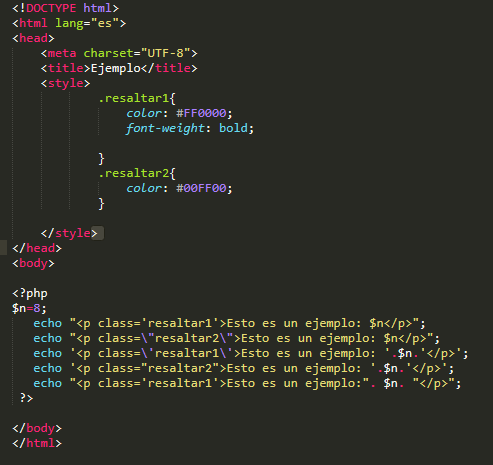 <!DOCTYPE html>
<html lang="es">
<head>
    <meta charset="UTF-8">
    <title>Ejemplo</title>
    <style>
            .resaltar1{
                color: #FF0000;
                font-weight: bold;

            }
            .resaltar2{
                color: #00FF00;
            }

    </style>
</head>
<body>

<?php
$n=8;
   echo "<p class='resaltar1'>Esto es un ejemplo: $n</p>";
   echo "<p class=\"resaltar2\">Esto es un ejemplo: $n</p>";
   echo '<p class=\'resaltar1\'>Esto es un ejemplo: '.$n.'</p>';
   echo '<p class="resaltar2">Esto es un ejemplo: '.$n.'</p>';
   echo "<p class='resaltar1'>Esto es un ejemplo:". $n. "</p>";
 ?>

</body>
</html>